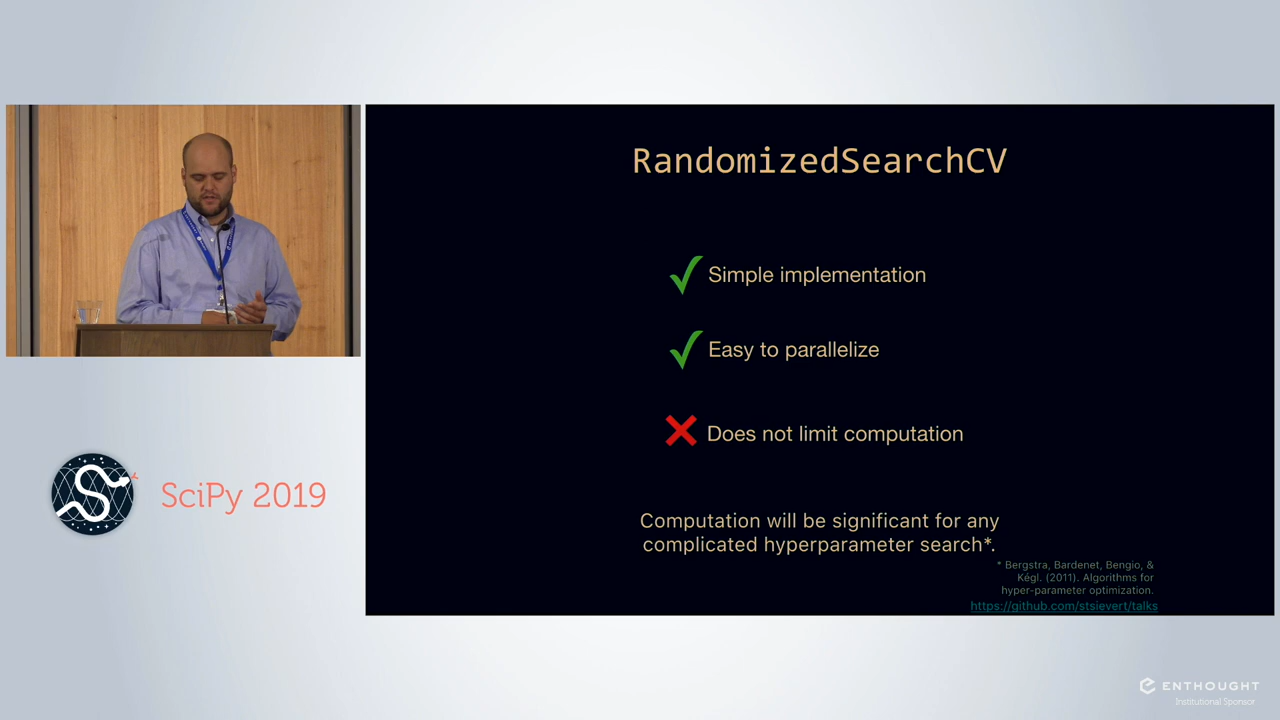 RandomizedSearchCV
Simple implementation
Easy to parallelize
Does not limit computation
Computation will be significant for any
complicated hyperparameter search*.
* Bergstra, Bardenet, Bengio, &
Kégl. (2011). Algorithms for
hyper-parameter optimization.
https://github.com/stsievert/talks
SciPy 2019
ENTHOUGHT
Institutional Sponsor